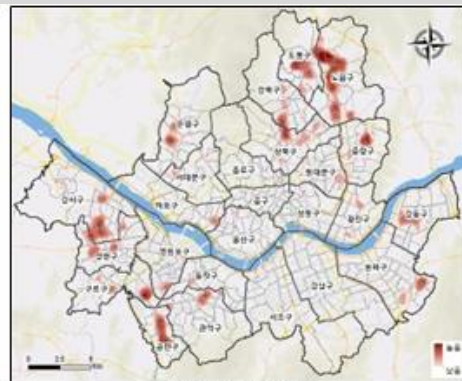 도봉구
노원구
강북구
은평구
성북구
중랑구
종로구
동대문구
서대문구
강서구
마포구
중구
성동구
광진구
강동구
용산구
양천구
영등포구
동작구
송파구
강남구
구로구
서초구
관악구
금천구
높음
낮음
0